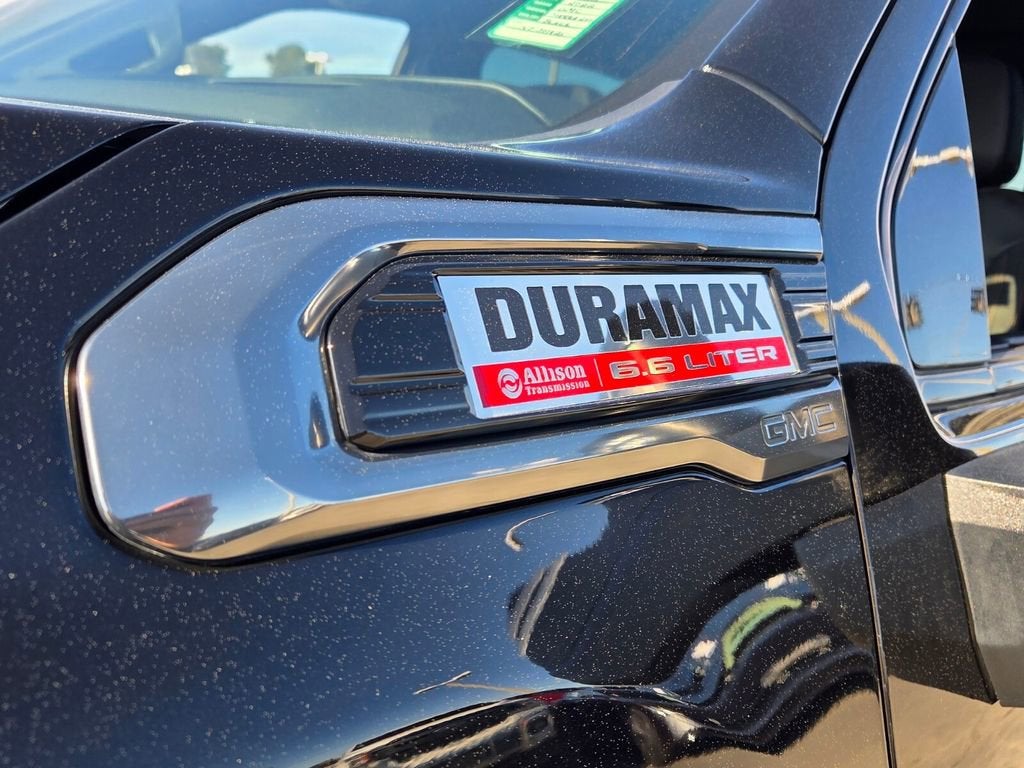 DURAMAX
Allison
Transmission
6.6 LITER
GMC